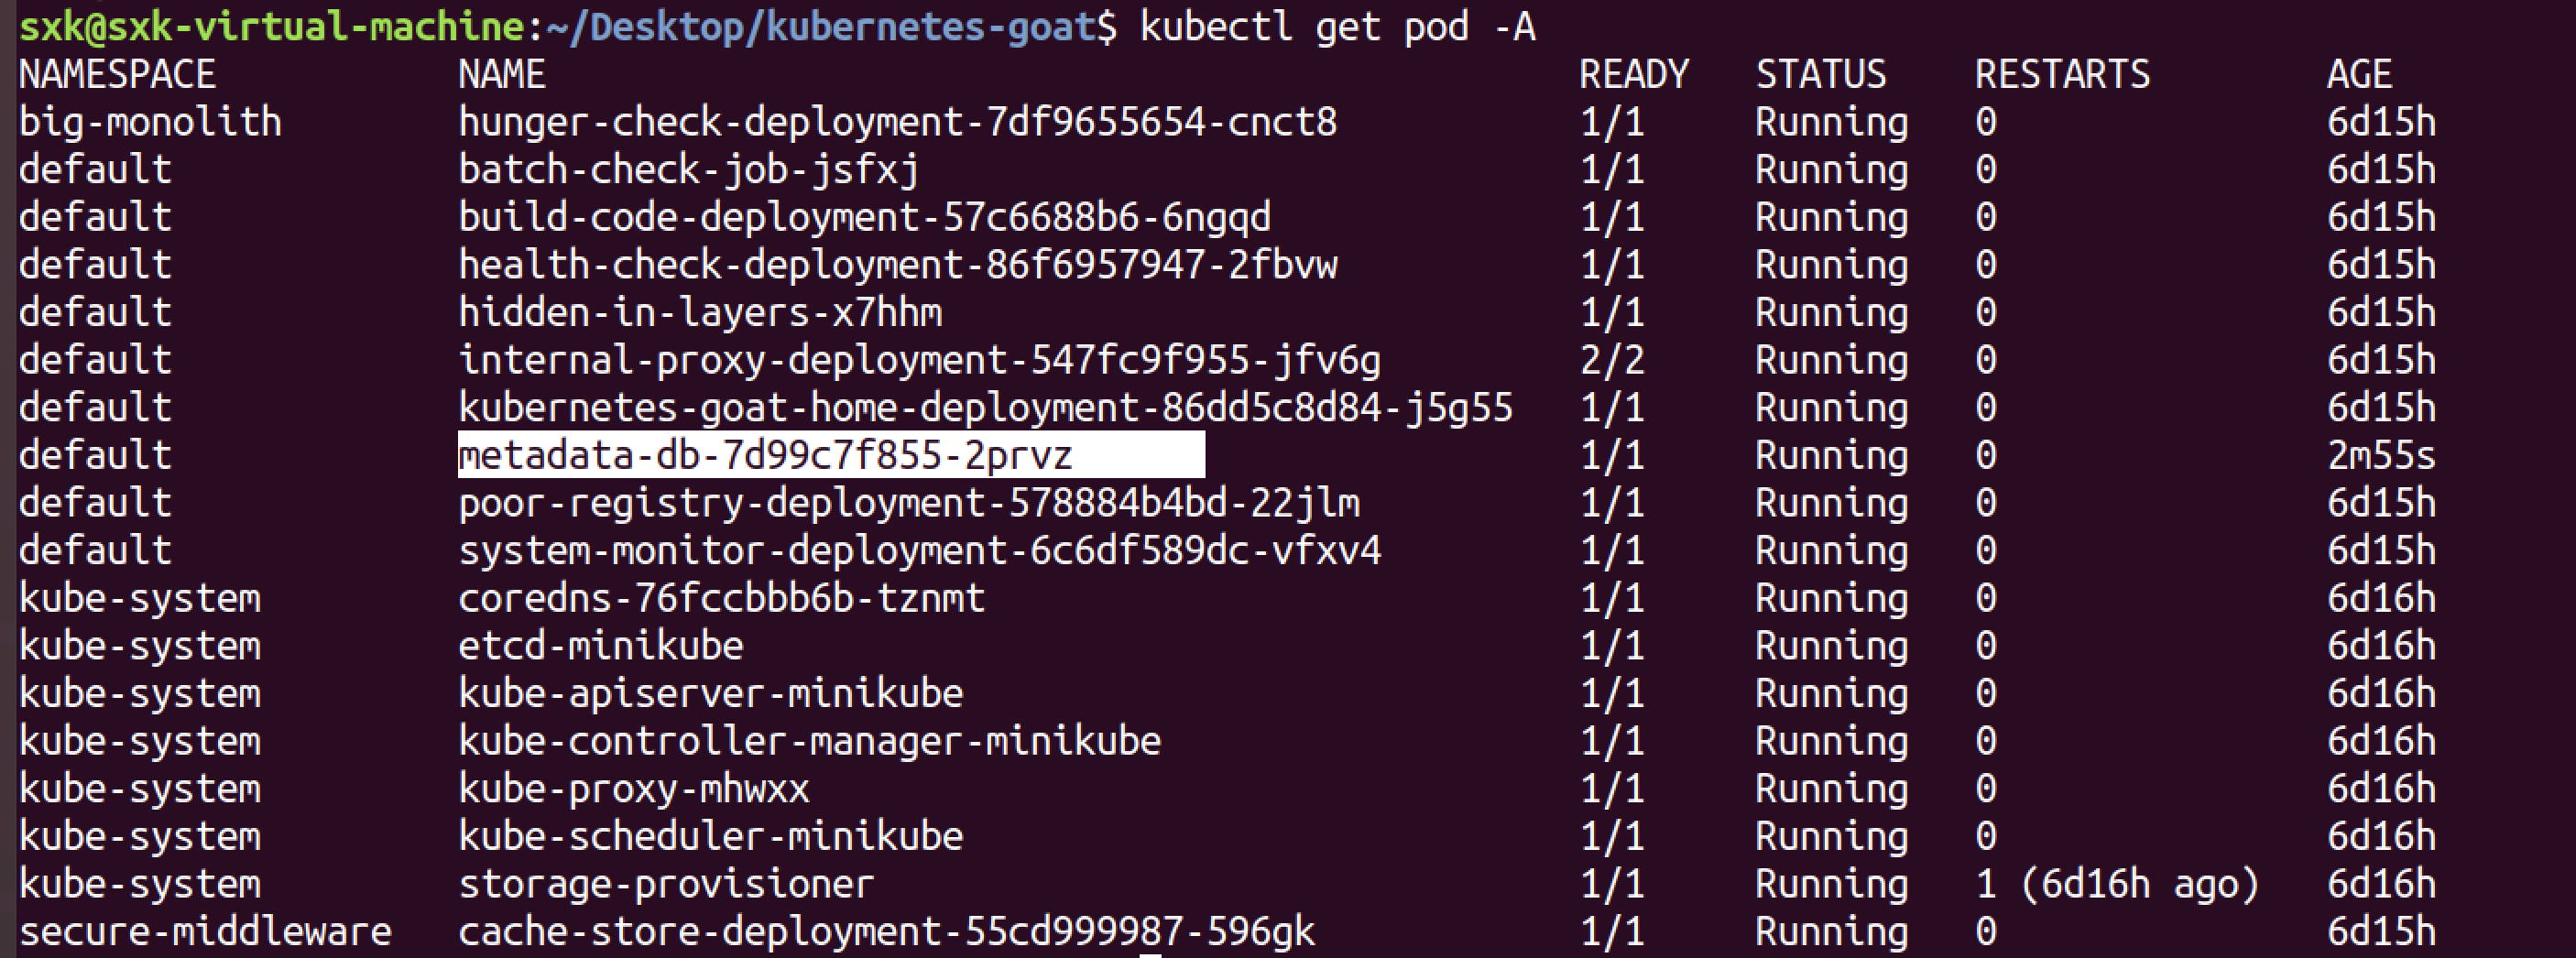 sxk@sxk-virtual-machine:~/Desktop/kubernetes-goat$ kubectl get pod -A
NAMESPACE NAME READY STATUS RESTARTS AGE
big-monolith hunger-check-deployment-7df9655654-cnct8 1/1 Running 0 6d15h
default batch-check-job-jsfxj 1/1 Running 0 6d15h
default build-code-deployment-57c6688b6-6ngqd 1/1 Running 0 6d15h
default health-check-deployment-86f6957947-2fbvw 1/1 Running 0 6d15h
default hidden-in-layers-x7hhm 1/1 Running 0 6d15h
default internal-proxy-deployment-547fc9f955-jfv6g 2/2 Running 0 6d15h
default kubernetes-goat-home-deployment-86dd5c8d84-j5g55 1/1 Running 0 6d15h
default metadata-db-7d99c7f855-2prvz 1/1 Running 0 2m55s
default poor-registry-deployment-578884b4bd-22jlm 1/1 Running 0 6d15h
default system-monitor-deployment-6c6df589dc-vfxv4 1/1 Running 0 6d15h
kube-system coredns-76fccbbb6b-tznmt 1/1 Running 0 6d16h
kube-system etcd-minikube 1/1 Running 0 6d16h
kube-system kube-apiserver-minikube 1/1 Running 0 6d16h
kube-system kube-controller-manager-minikube 1/1 Running 0 6d16h
kube-system kube-proxy-mhwxx 1/1 Running 0 6d16h
kube-system kube-scheduler-minikube 1/1 Running 0 6d16h
kube-system storage-provisioner 1/1 Running 1 (6d16h ago) 6d16h
secure-middleware cache-store-deployment-55cd999987-596gk 1/1 Running 0 6d15h